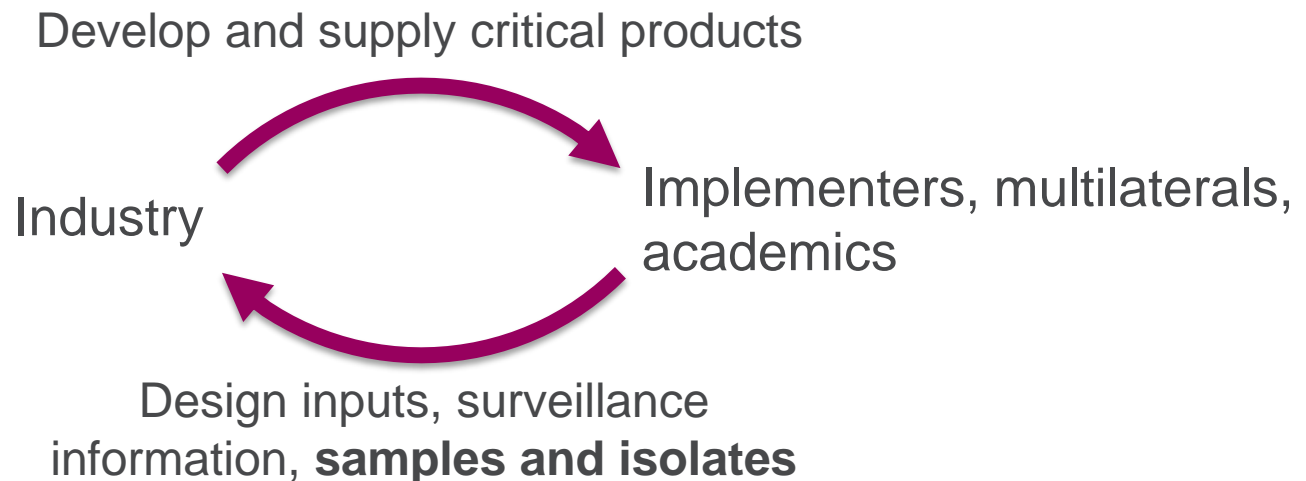 Develop and supply critical products
Industry
Implementers, multilaterals,
academics
Design inputs, surveillance
information, samples and isolates